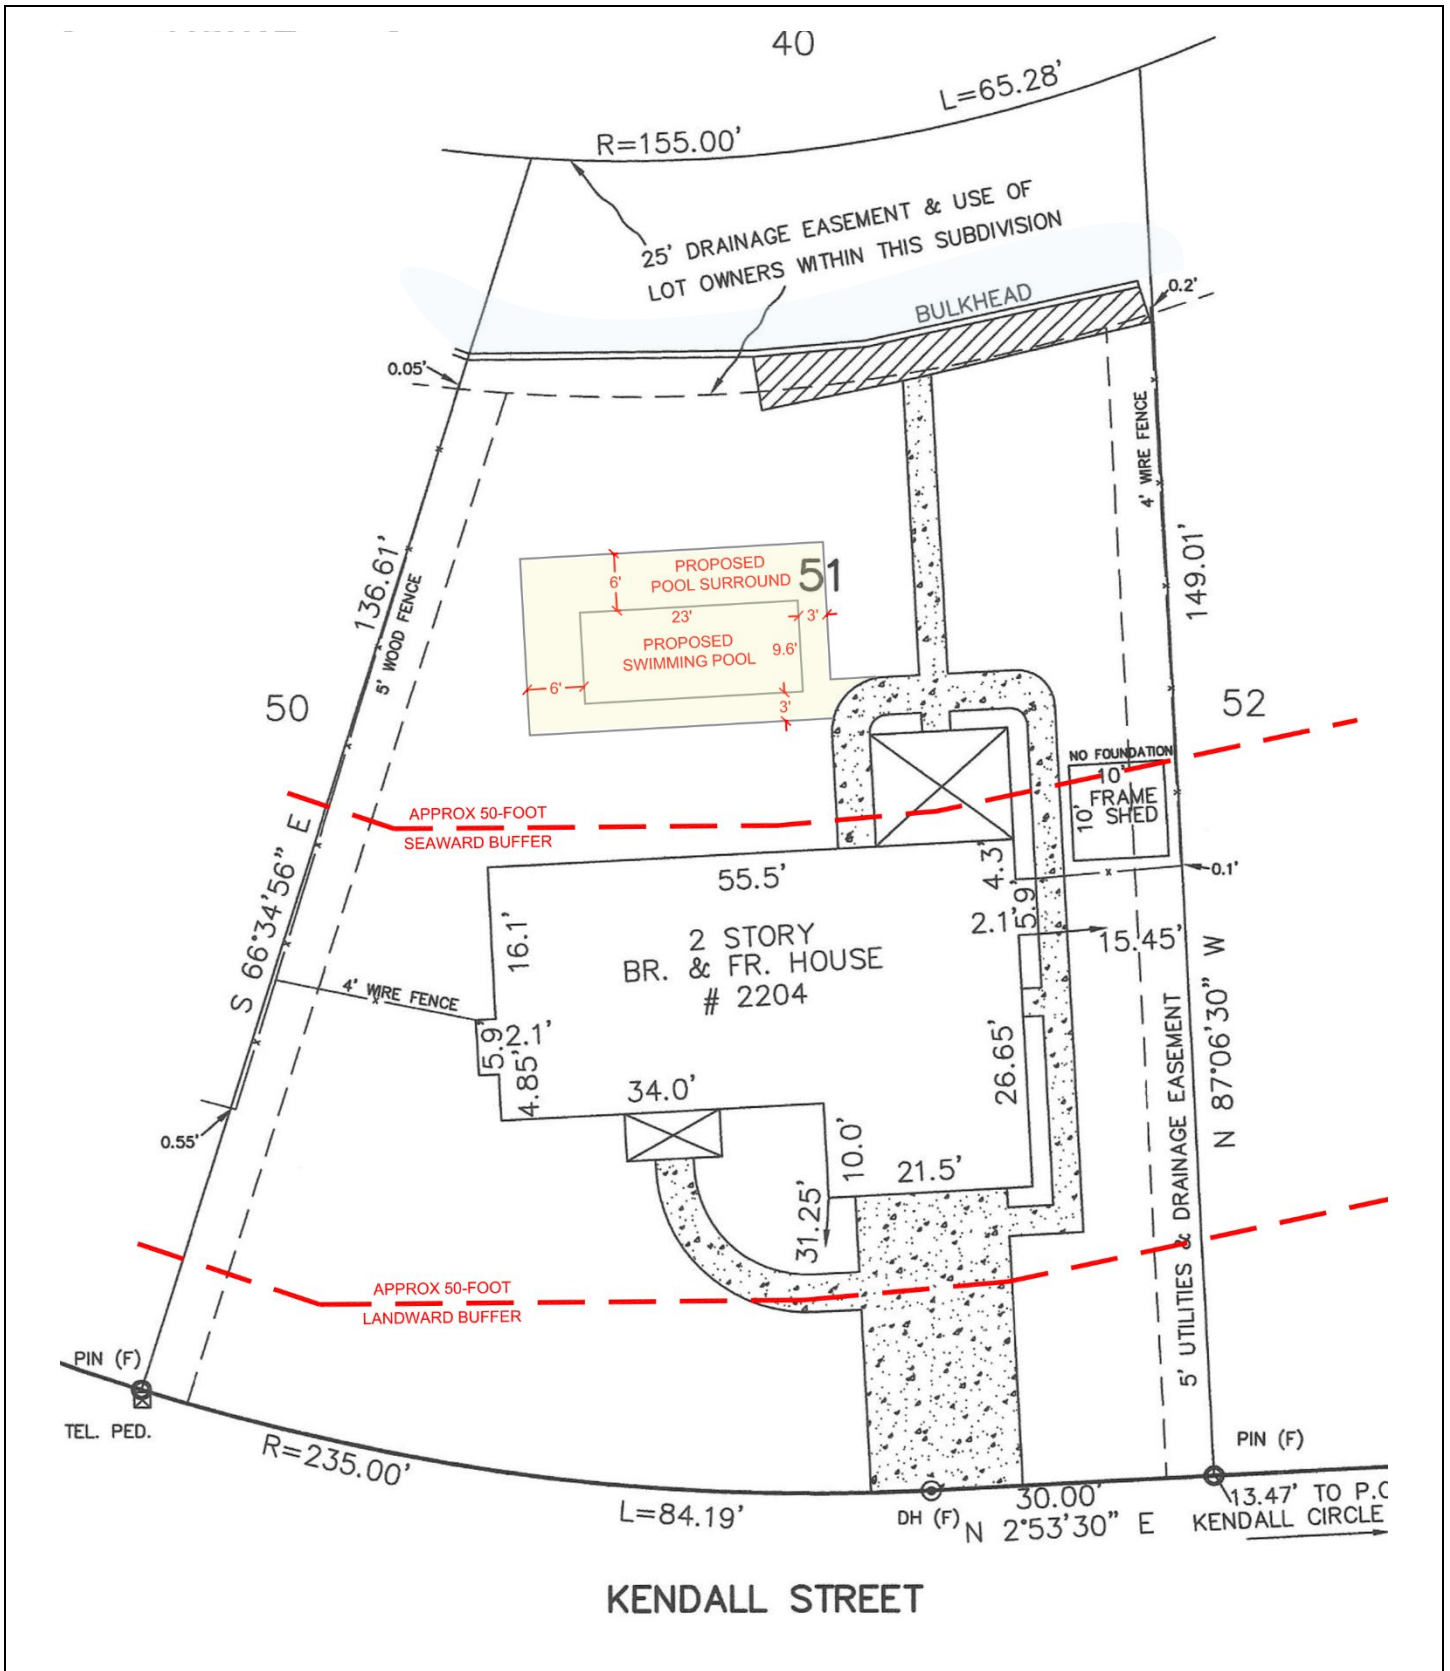 40
L=65.28'
R=155.00'
25' DRAINAGE EASEMENT & USE OF
LOT OWNERS WITHIN THIS SUBDIVISION
BULKHEAD
0.2'
0.05'
4' WIRE FENCE
136.61'
5' WOOD FENCE
149.01'
PROPOSED
POOL SURROUND
51
6'
23'
3'
PROPOSED
SWIMMING POOL
9.6'
6'
3'
50
52
NO FOUNDATION
10'
10'
FRAME
SHED
APPROX 50-FOOT
SEAWARD BUFFER
S 66°34'56" E
55.5'
4.3'
0.1'
16.1'
2 STORY
BR. & FR. HOUSE
# 2204
2.1'
5.9'
15.45'
4' WIRE FENCE
5.9'
2.1'
4.85'
34.0'
26.65'
N 87°06'30" W
5' UTILITIES & DRAINAGE EASEMENT
0.55'
10.0'
21.5'
31.25'
APPROX 50-FOOT
LANDWARD BUFFER
PIN (F)
TEL. PED.
R=235.00'
L=84.19'
DH (F)
30.00'
N 2°53'30" E
PIN (F)
13.47' TO P.C
KENDALL CIRCLE
KENDALL STREET